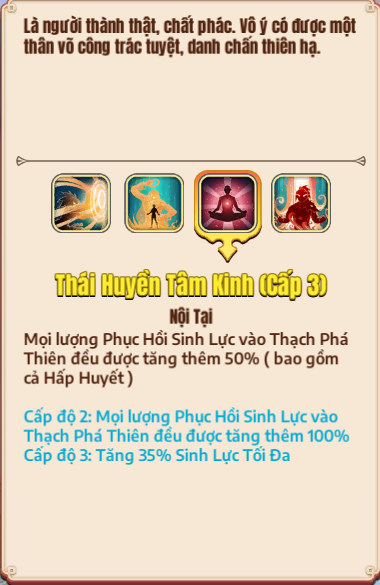 Là người thành thật, chất phác. Vô ý có được một
thân võ công trác tuyệt, danh chấn thiên hạ.
Thái Huyền Tâm Kinh (Cấp 3)
Nội Tại
Mọi lượng Phục Hồi Sinh Lực vào Thạch Phá
Thiên đều được tăng thêm 50% ( bao gồm
cả Hấp Huyết )
Cấp độ 2: Mọi lượng Phục Hồi Sinh Lực vào
Thạch Phá Thiên đều được tăng thêm 100%
Cấp độ 3: Tăng 35% Sinh Lực Tối Đa